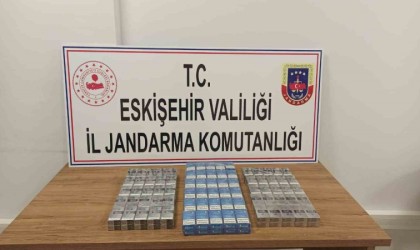 T.C.
ESKİŞEHİR VALİLİĞİ
İL JANDARMA KOMUTANLIĞI